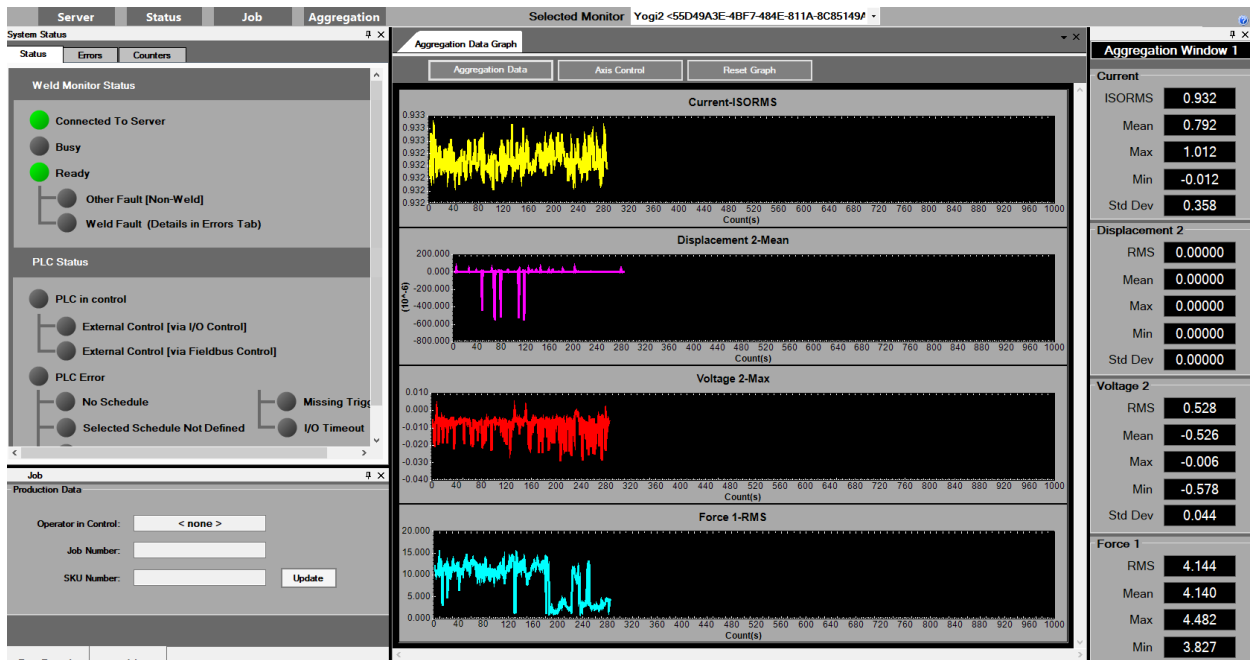 Server Status Job Aggregation Selected Monitor Yogi2 <55D49A3E-4BF7-484E-811A-8C85149A
System Status
Status Errors Counters
Weld Monitor Status
Connected To Server
Busy
Ready
Other Fault [Non-Weld]
Weld Fault (Details in Errors Tab)
PLC Status
PLC in control
External Control [via I/O Control]
External Control [via Fieldbus Control]
PLC Error
No Schedule Missing Trigg
Selected Schedule Not Defined I/O Timeout
Job
Production Data
Operator in Control: < none >
Job Number:
SKU Number: Update
Aggregation Data Graph
Aggregation Data Axis Control Reset Graph
Current-ISORMS
0.933
0.933
0.933
0.932
0.932
0.932
0.932
0.932
0 40 80 120 160 200 240 280 320 360 400 440 480 520 560 600 640 680 720 760 800 840 880 920 960 1000
Count(s)
Displacement 2-Mean
200.000
0.000
-200.000
-400.000
-600.000
-800.000
(10^-6)
0 40 80 120 160 200 240 280 320 360 400 440 480 520 560 600 640 680 720 760 800 840 880 920 960 1000
Count(s)
Voltage 2-Max
0.010
0.000
-0.010
-0.020
-0.030
-0.040
0 40 80 120 160 200 240 280 320 360 400 440 480 520 560 600 640 680 720 760 800 840 880 920 960 1000
Count(s)
Force 1-RMS
20.000
15.000
10.000
5.000
0.000
0 40 80 120 160 200 240 280 320 360 400 440 480 520 560 600 640 680 720 760 800 840 880 920 960 1000
Count(s)
Aggregation Window 1
Current
ISORMS 0.932
Mean 0.792
Max 1.012
Min -0.012
Std Dev 0.358
Displacement 2
RMS 0.00000
Mean 0.00000
Max 0.00000
Min 0.00000
Std Dev 0.00000
Voltage 2
RMS 0.528
Mean -0.526
Max -0.006
Min -0.578
Std Dev 0.044
Force 1
RMS 4.144
Mean 4.140
Max 4.482
Min 3.827